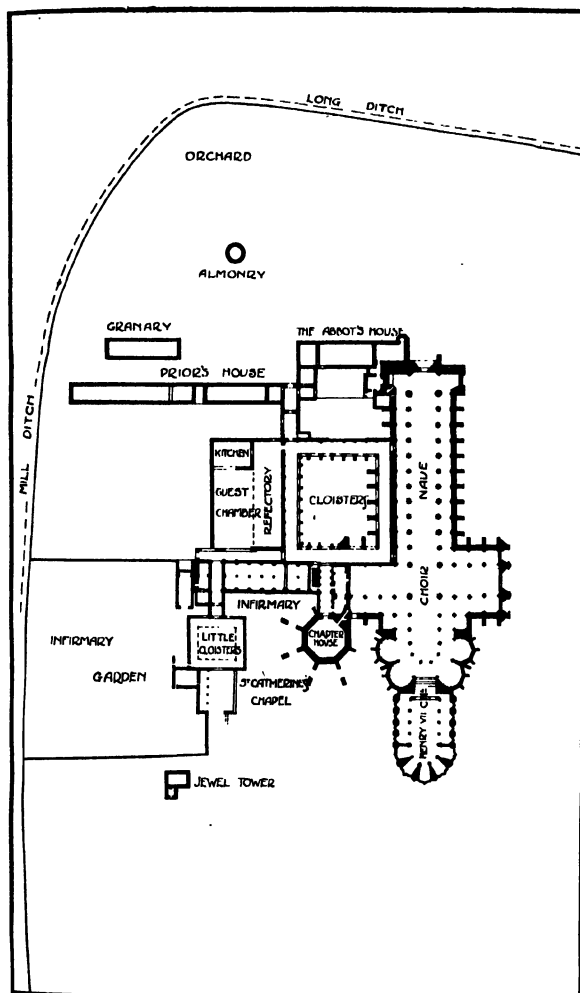 LONG DITCH
ORCHARD
ALMONRY
GRANARY
THE ABBOT'S HOUSE
PRIOR'S HOUSE
MILL DITCH
KITCHEN
GUEST
CHAMBER
REFECTORY
CLOISTERS
NAVE
CHOIR
INFIRMARY
CHAPTER
HOUSE
LITTLE
CLOISTERS
INFIRMARY
GARDEN
ST CATHERINE'S
CHAPEL
HENRY VII
JEWEL TOWER